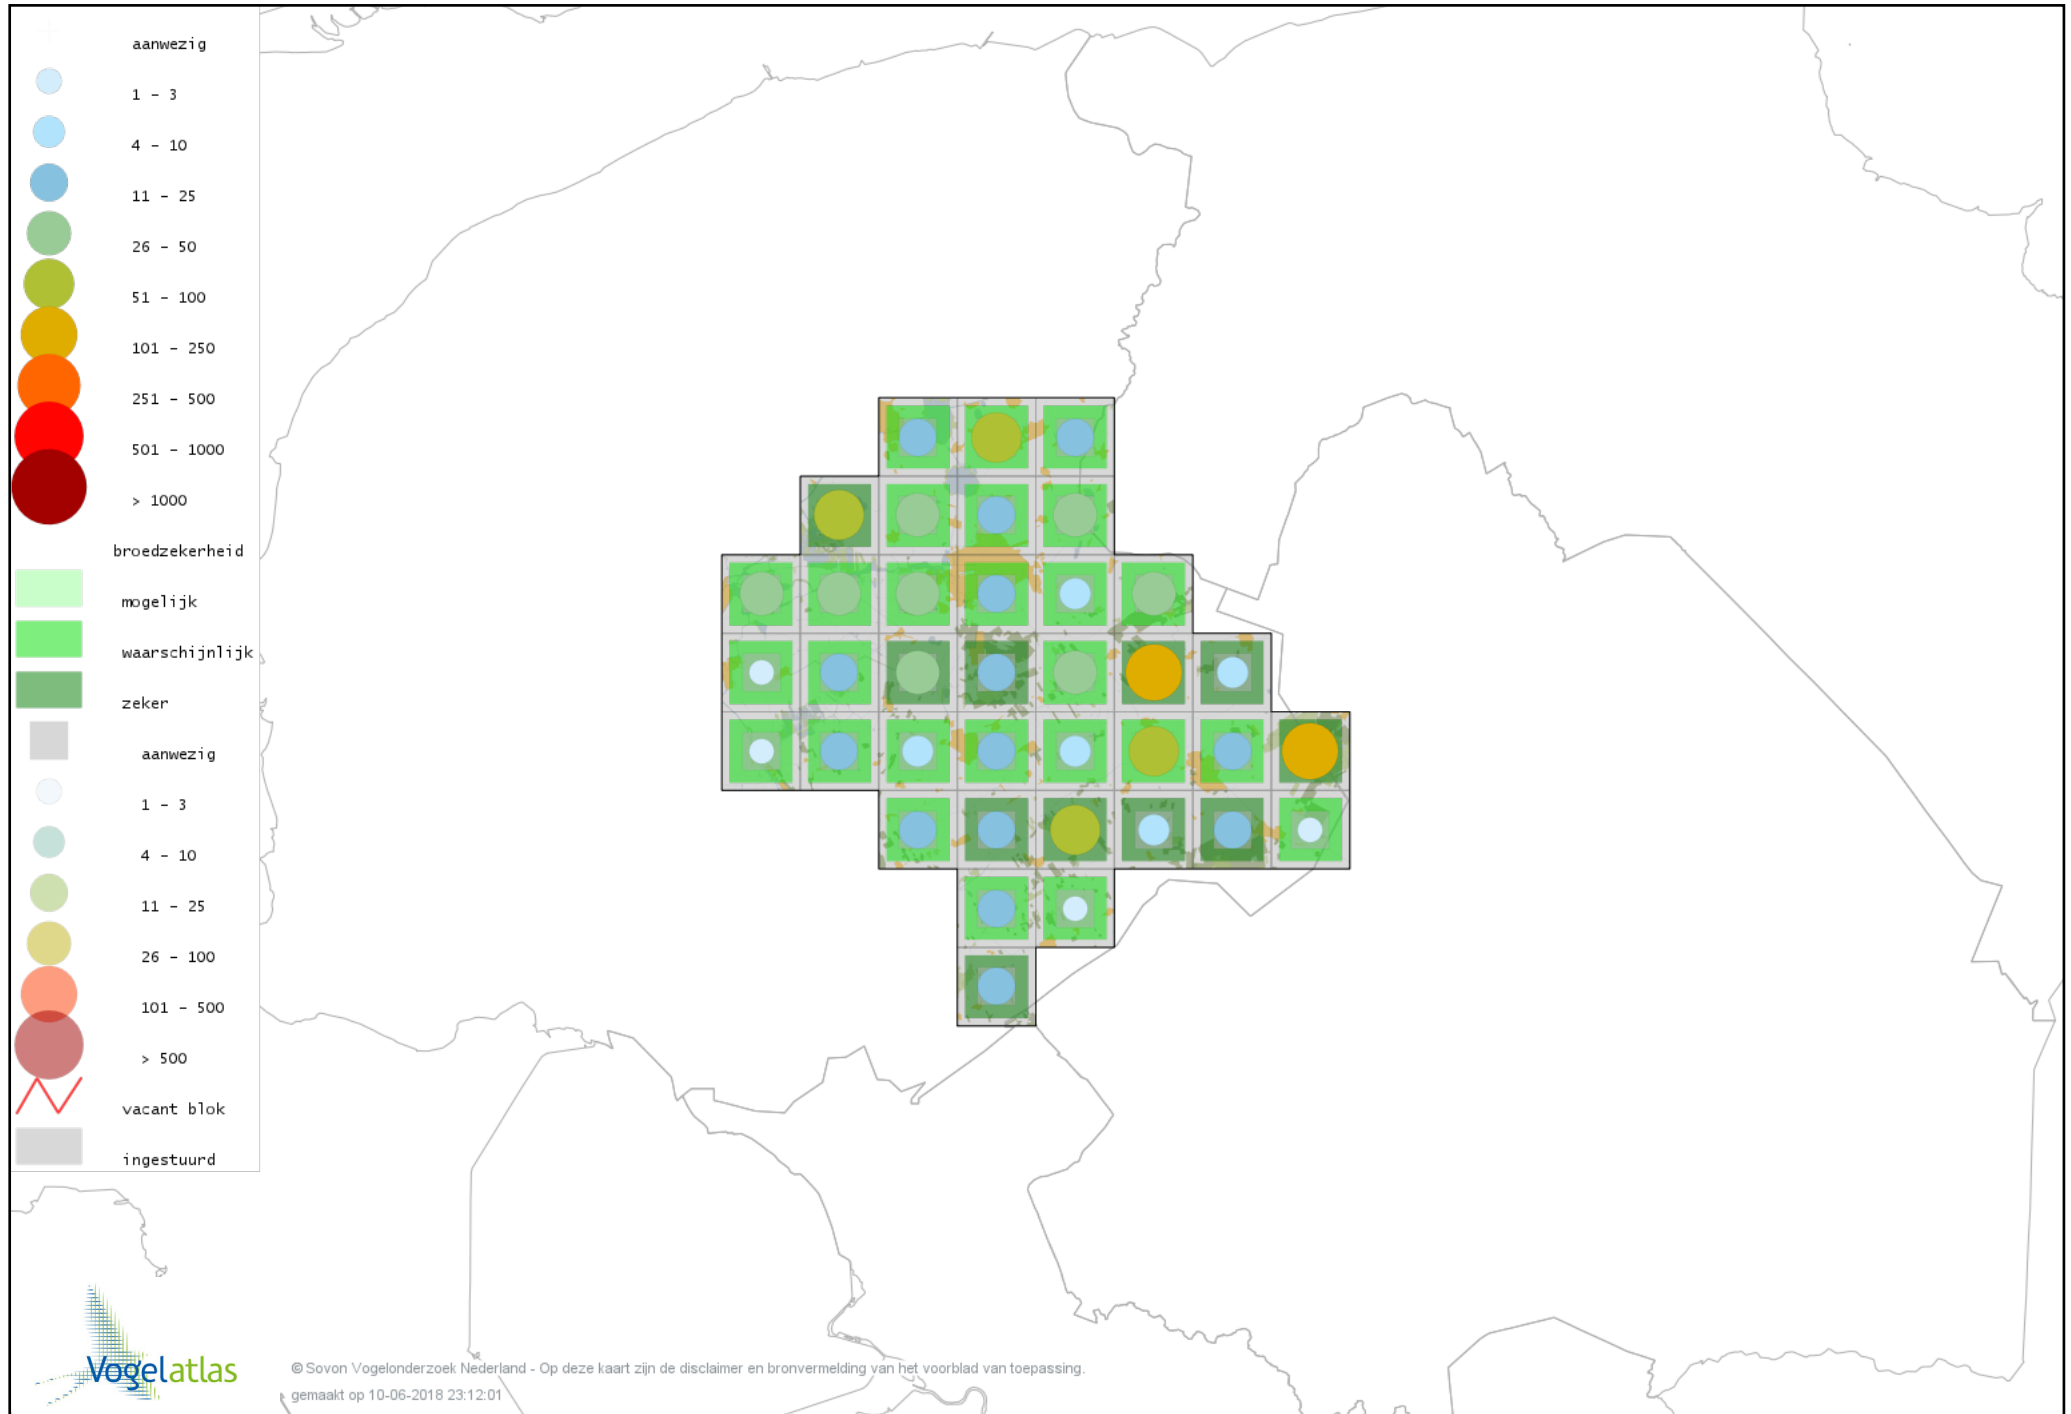 aanwezig
1 - 3
4 - 10
11 - 25
26 - 50
51 - 100
101 - 250
251 - 500
501 - 1000
> 1000
broedzekerheid
mogelijk
waarschijnlijk
zeker
aanwezig
1 - 3
4 - 10
11 - 25
26 - 100
101 - 500
> 500
vacant blok
ingestuurd
Vogelatlas
© Sovon Vogelonderzoek Nederland - Op deze kaart zijn de disclaimer en bronvermelding van het voorblad van toepassing.
gemaakt op 10-06-2018 23:12:01